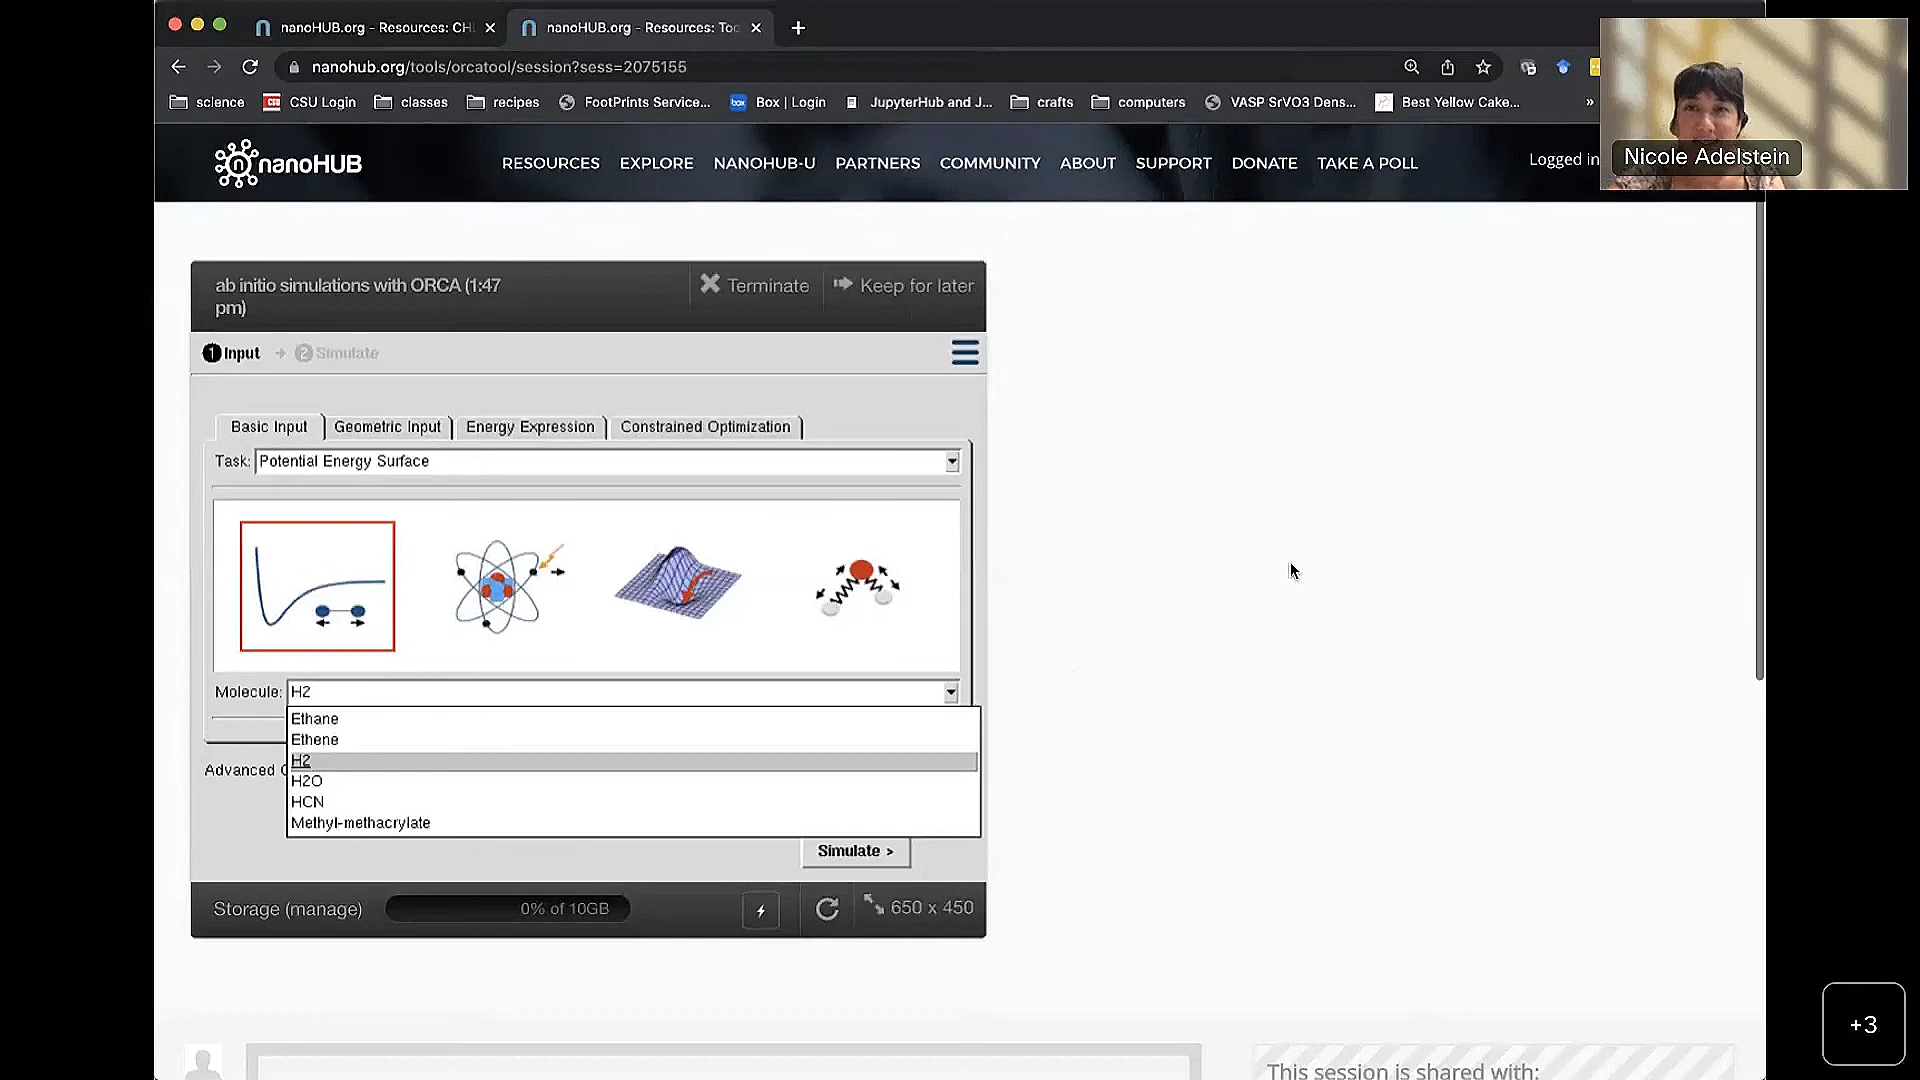 nanoHUB.org - Resources: CH
nanoHUB.org - Resources: Too
nanohub.org/tools/orcatool/session?sess=2075155
science
CSU Login
classes
recipes
FootPrints Service...
Box | Login
JupyterHub and J...
crafts
computers
VASP SrVO3 Dens...
Best Yellow Cake...
»
nanoHUB
RESOURCES
EXPLORE
NANOHUB-U
PARTNERS
COMMUNITY
ABOUT
SUPPORT
DONATE
TAKE A POLL
Logged in
Nicole Adelstein
ab initio simulations with ORCA (1:47
pm)
Terminate
Keep for later
1 Input
2 Simulate
Basic Input
Geometric Input
Energy Expression
Constrained Optimization
Task: Potential Energy Surface
Molecule: H2
Ethane
Ethene
H2
H2O
HCN
Methyl-methacrylate
Advanced
Simulate >
Storage (manage)
0% of 10GB
650 x 450
This session is shared with:
+3